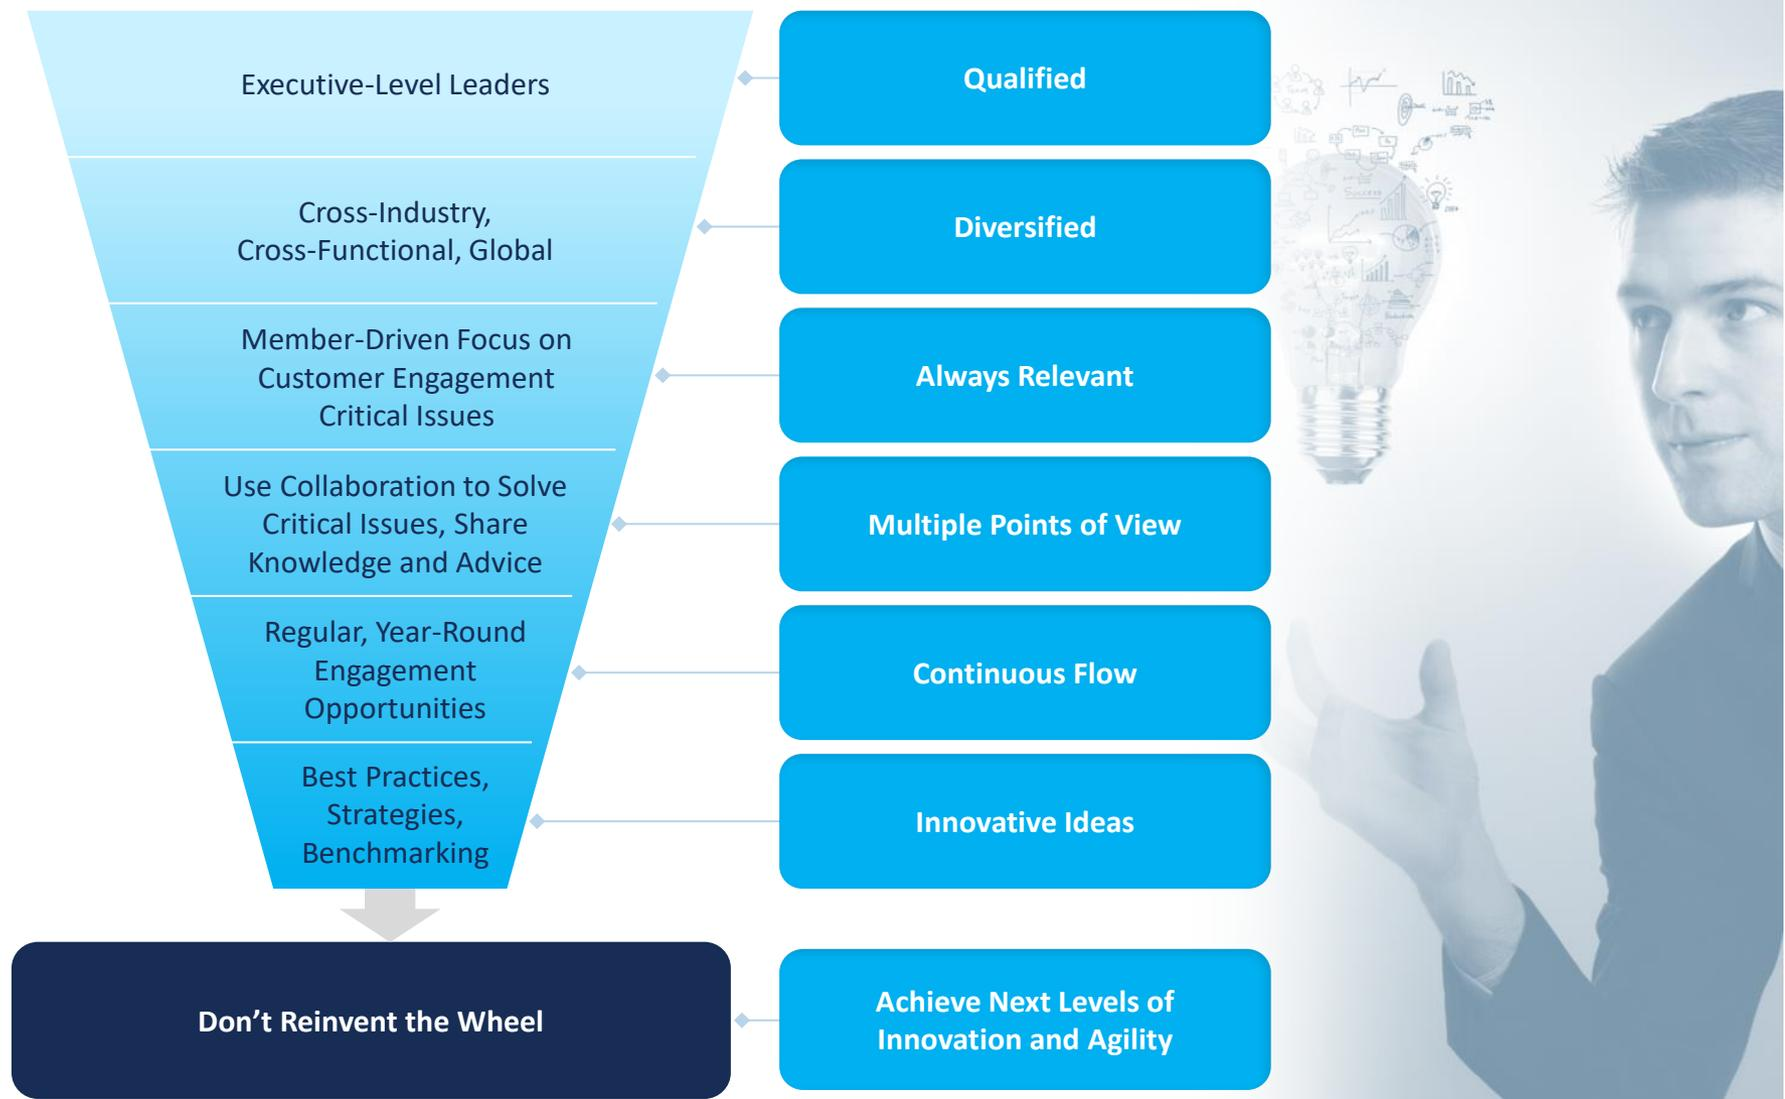 Executive-Level Leaders
Qualified
Cross-Industry,
Cross-Functional, Global
Diversified
Member-Driven Focus on
Customer Engagement
Critical Issues
Always Relevant
Use Collaboration to Solve
Critical Issues, Share
Knowledge and Advice
Multiple Points of View
Regular, Year-Round
Engagement
Opportunities
Continuous Flow
Best Practices,
Strategies,
Benchmarking
Innovative Ideas
Don’t Reinvent the Wheel
Achieve Next Levels of
Innovation and Agility
Team
Success